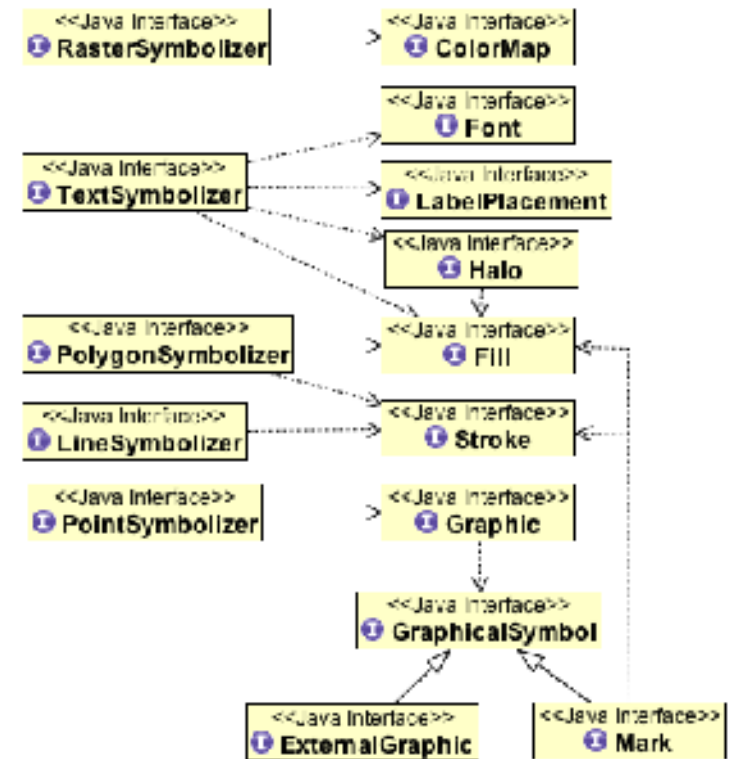 <<Java Interface>>
RasterSymbolizer
<<Java Interface>>
ColorMap
<<Java Interface>>
Font
<<Java Interface>>
TextSymbolizer
<<Java Interface>>
LabelPlacement
<<Java Interface>>
Halo
<<Java Interface>>
PolygonSymbolizer
<<Java Interface>>
Fill
<<Java Interface>>
LineSymbolizer
<<Java Interface>>
Stroke
<<Java Interface>>
PointSymbolizer
<<Java Interface>>
Graphic
<<Java Interface>>
GraphicalSymbol
<<Java Interface>>
ExternalGraphic
<<Java Interface>>
Mark